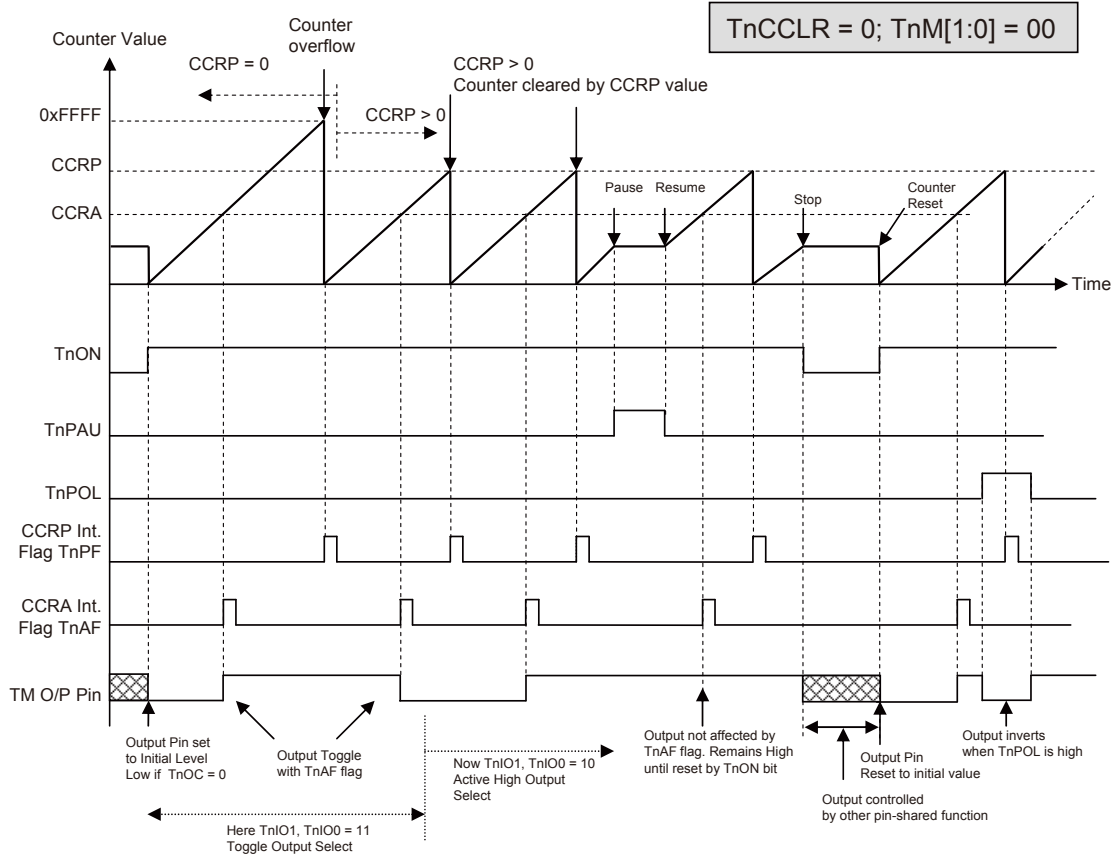 TnCCLR = 0; TnM[1:0] = 00
Counter Value
Counter
overflow
CCRP = 0
CCRP > 0
CCRP > 0
Counter cleared by CCRP value
0xFFFF
CCRP
CCRA
Pause
Resume
Stop
Counter
Reset
Time
TnON
TnPAU
TnPOL
CCRP Int.
Flag TnPF
CCRA Int.
Flag TnAF
TM O/P Pin
Output Pin set
to Initial Level
Low if TnOC = 0
Output Toggle
with TnAF flag
Now TnIO1, TnIO0 = 10
Active High Output
Select
Output not affected by
TnAF flag. Remains High
until reset by TnON bit
Output Pin
Reset to initial value
Output inverts
when TnPOL is high
Output controlled
by other pin-shared function
Here TnIO1, TnIO0 = 11
Toggle Output Select